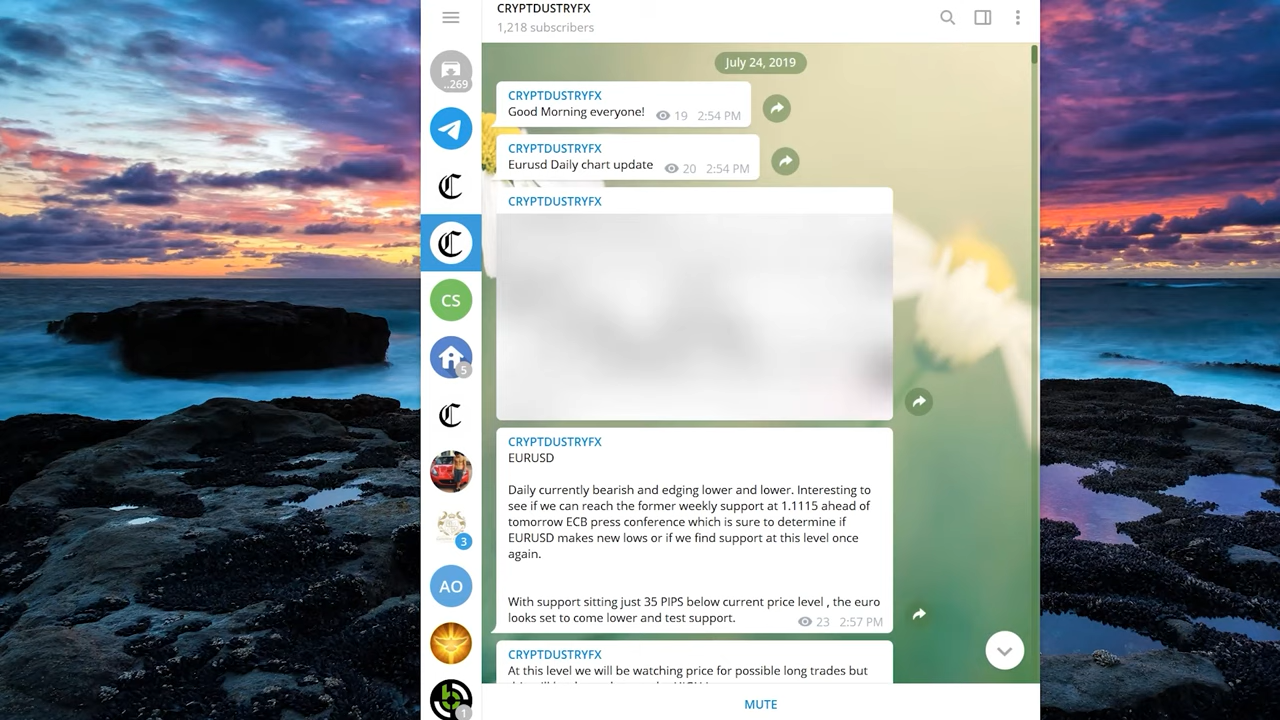 CRYPTDUSTRYFX
1,218 subscribers
..269
July 24, 2019
CRYPTDUSTRYFX
Good Morning everyone! 19 2:54 PM
CRYPTDUSTRYFX
Eurusd Daily chart update 20 2:54 PM
CRYPTDUSTRYFX
C
C
CS
5
C
3
AO
1
CRYPTDUSTRYFX
EURUSD
Daily currently bearish and edging lower and lower. Interesting to
see if we can reach the former weekly support at 1.1115 ahead of
tomorrow ECB press conference which is sure to determine if
EURUSD makes new lows or if we find support at this level once
again.
With support sitting just 35 PIPS below current price level , the euro
looks set to come lower and test support. 23 2:57 PM
CRYPTDUSTRYFX
At this level we will be watching price for possible long trades but
MUTE